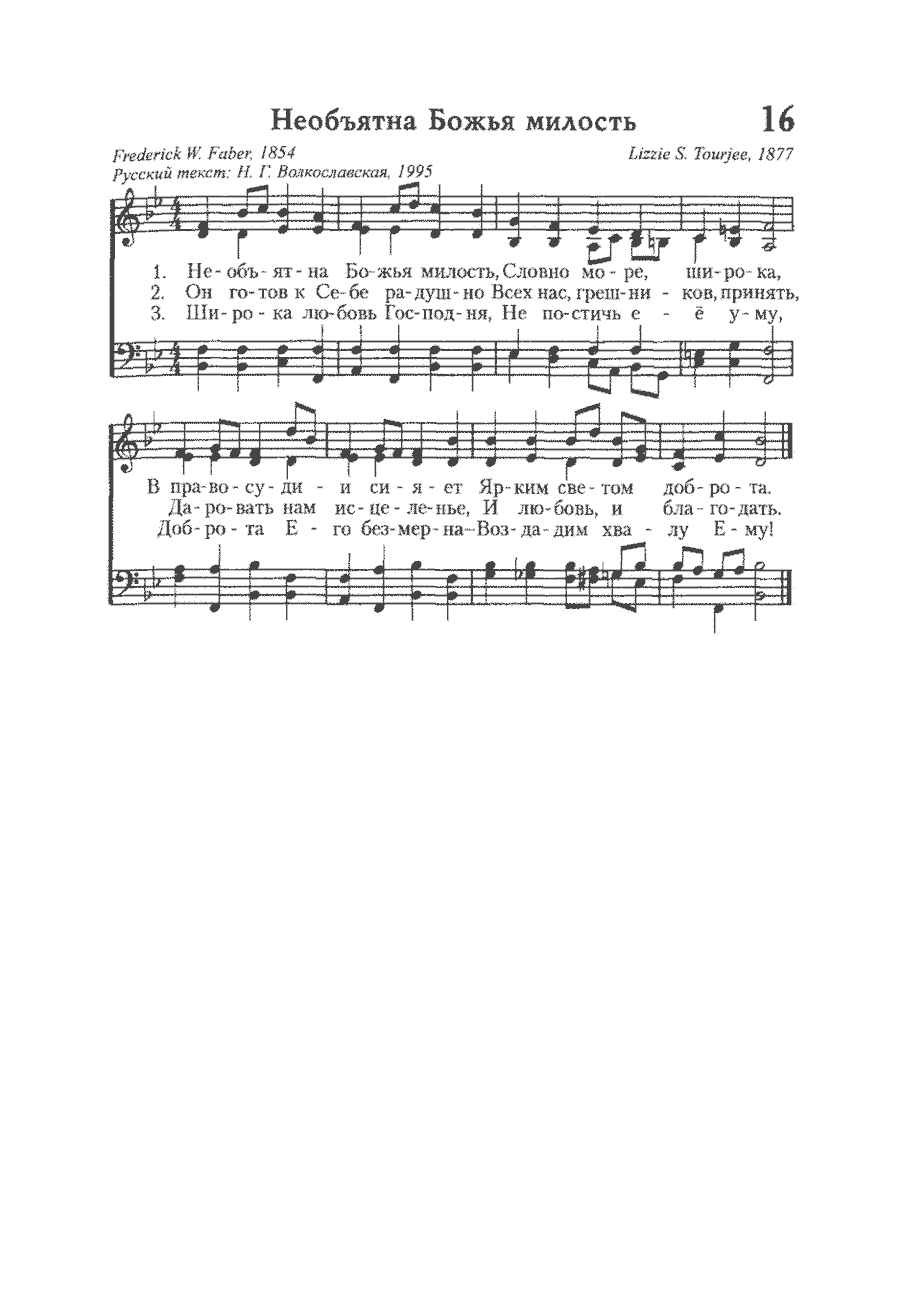 Необъятна Божья милость 16
Frederick W. Faber, 1854 Lizzie S. Tourjee, 1877
Русский текст: Н. Г. Волкославская, 1995
1. Не-объ-ят-на Бо-жья милость, Словно мо-ре, ши-ро-ка,
2. Он го-тов к Се-бе ра-душ-но Всех нас, греш-ни-ков, принять,
3. Ши-ро-ка лю-бовь Гос-под-ня, Не по-стичь е-ё у-му,
В пра-во-су-ди-и си-я-ет Яр-ким све-том доб-ро-та.
Да-ро-вать нам ис-це-ле-нье, И лю-бовь, и бла-го-дать.
Доб-ро-та Е-го без-мер-на–Воз-да-дим хва-лу Е-му!